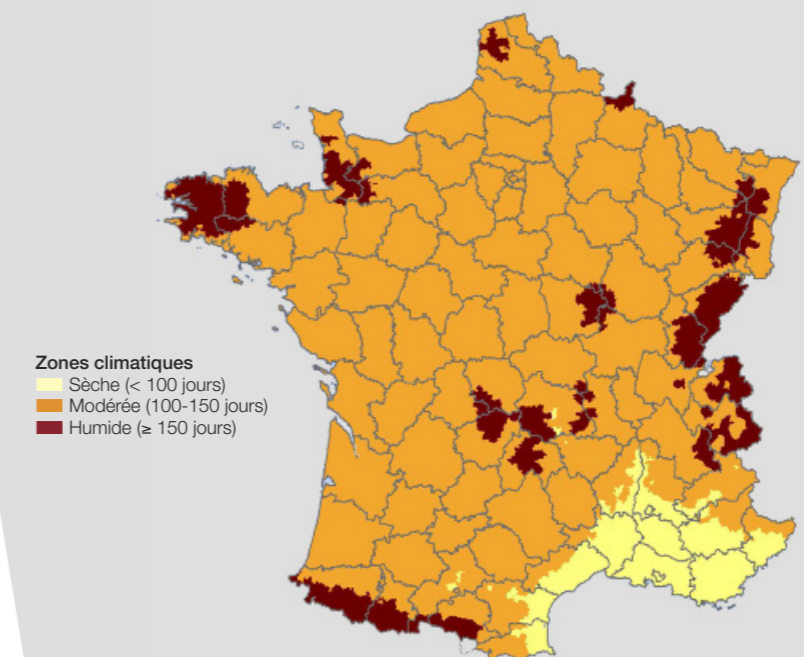 Zones climatiques
Sèche (< 100 jours)
Modérée (100-150 jours)
Humide (≥ 150 jours)